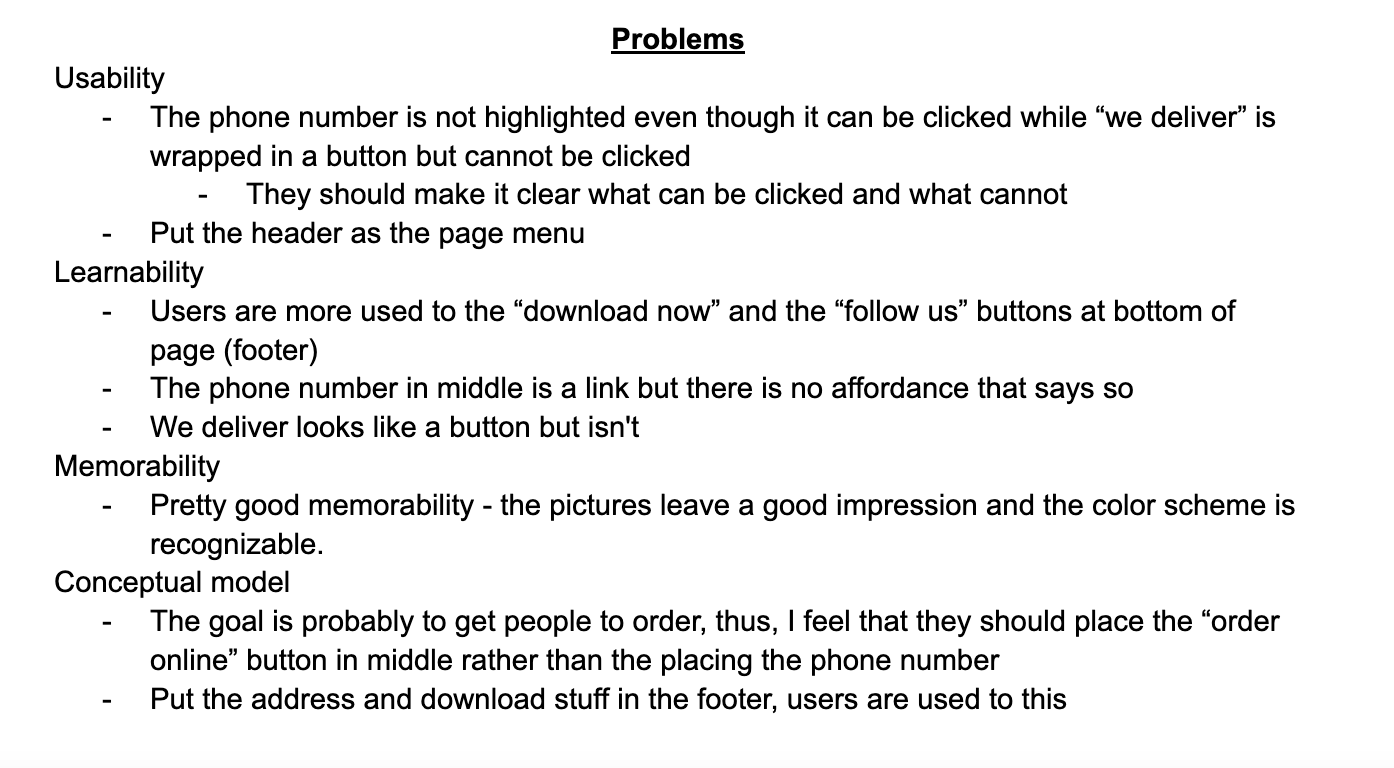 Problems
Usability
- The phone number is not highlighted even though it can be clicked while “we deliver” is
wrapped in a button but cannot be clicked
- They should make it clear what can be clicked and what cannot
- Put the header as the page menu
Learnability
- Users are more used to the “download now” and the “follow us” buttons at bottom of
page (footer)
- The phone number in middle is a link but there is no affordance that says so
- We deliver looks like a button but isn't
Memorability
- Pretty good memorability - the pictures leave a good impression and the color scheme is
recognizable.
Conceptual model
- The goal is probably to get people to order, thus, I feel that they should place the “order
online” button in middle rather than the placing the phone number
- Put the address and download stuff in the footer, users are used to this